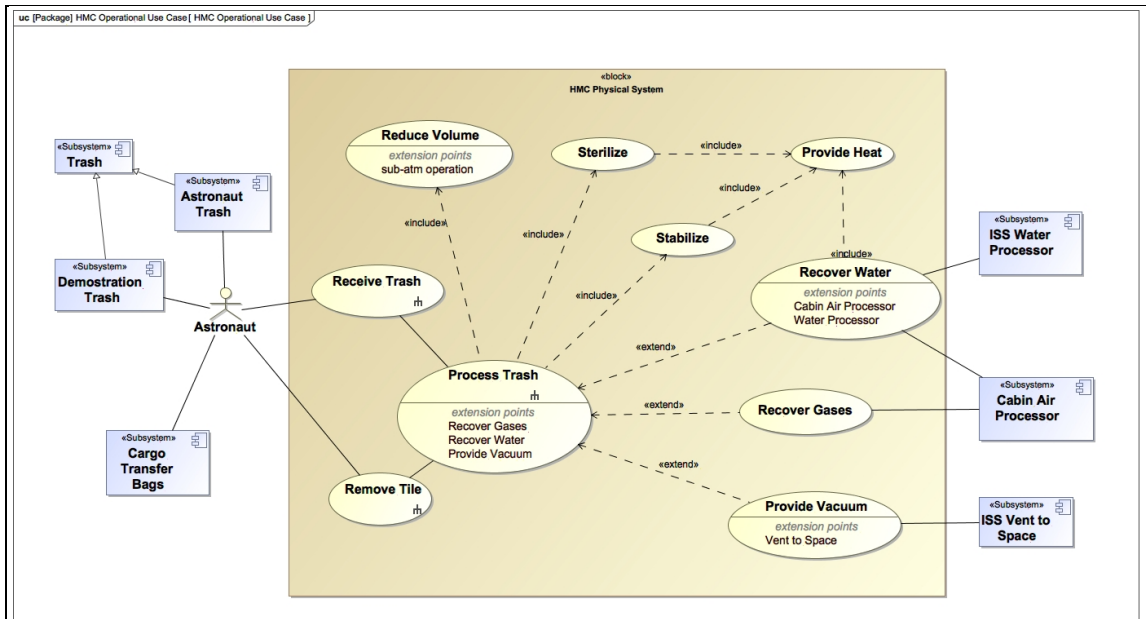 uc [Package] HMC Operational Use Case[ HMC Operational Use Case ]
«block»
HMC Physical System
«Subsystem»
Trash
«Subsystem»
Astronaut
Trash
«Subsystem»
Demostration
Trash
Astronaut
«Subsystem»
Cargo
Transfer
Bags
Reduce Volume
extension points
sub-atm operation
Sterilize
«include»
Provide Heat
«include»
«include»
«include»
Stabilize
«include»
«include»
Receive Trash
Recover Water
extension points
Cabin Air Processor
Water Processor
«extend»
Process Trash
extension points
Recover Gases
Recover Water
Provide Vacuum
«extend»
Recover Gases
«extend»
Remove Tile
Provide Vacuum
extension points
Vent to Space
«Subsystem»
ISS Water
Processor
«Subsystem»
Cabin Air
Processor
«Subsystem»
ISS Vent to
Space